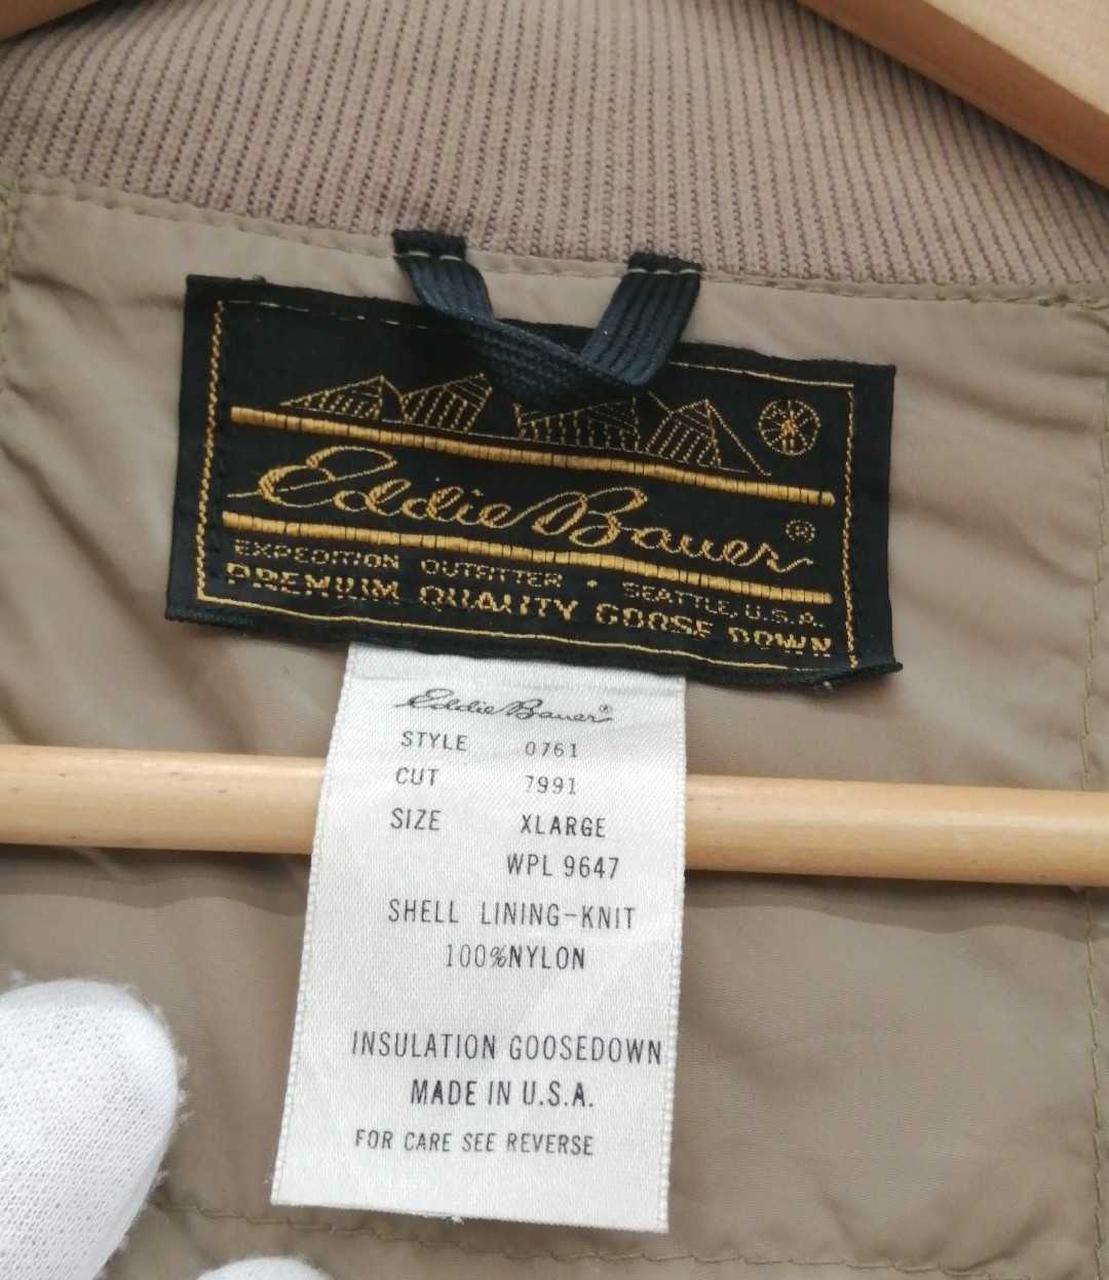 Eddie Bauer®
EXPEDITION OUTFITTER • SEATTLE, U.S.A.
PREMIUM QUALITY GOOSE DOWN
Eddie Bauer®
STYLE 0761
CUT 7991
SIZE XLARGE
WPL 9647
SHELL LINING-KNIT
100%NYLON
INSULATION GOOSEDOWN
MADE IN U.S.A.
FOR CARE SEE REVERSE